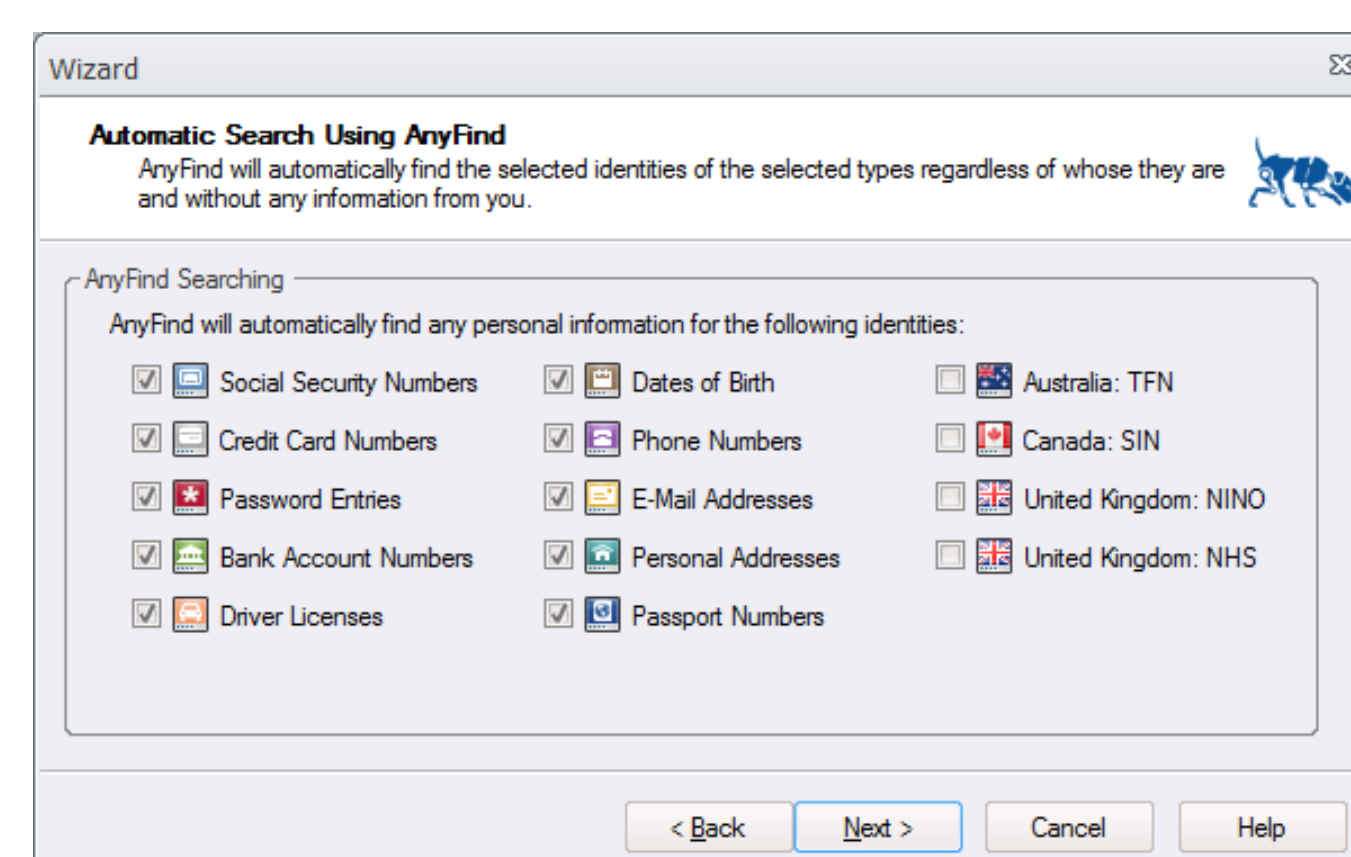 Wizard
Automatic Search Using AnyFind
AnyFind will automatically find the selected identities of the selected types regardless of whose they are
and without any information from you.
AnyFind Searching
AnyFind will automatically find any personal information for the following identities:
Social Security Numbers
Credit Card Numbers
Password Entries
Bank Account Numbers
Driver Licenses
Dates of Birth
Phone Numbers
E-Mail Addresses
Personal Addresses
Passport Numbers
Australia: TFN
Canada: SIN
United Kingdom: NINO
United Kingdom: NHS
< Back
Next >
Cancel
Help